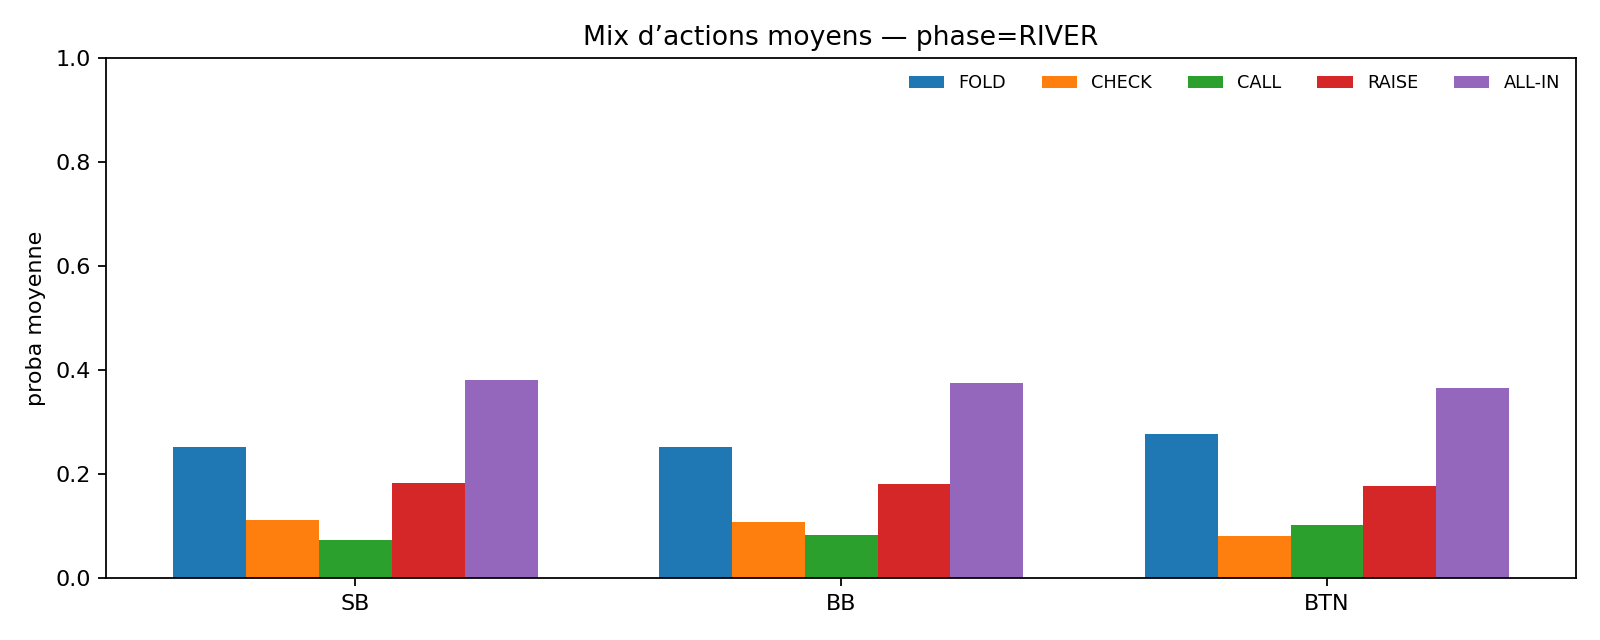 Mix d’actions moyens — phase=RIVER
FOLD CHECK CALL RAISE ALL-IN
proba moyenne
1.0
0.8
0.6
0.4
0.2
0.0
SB BB BTN